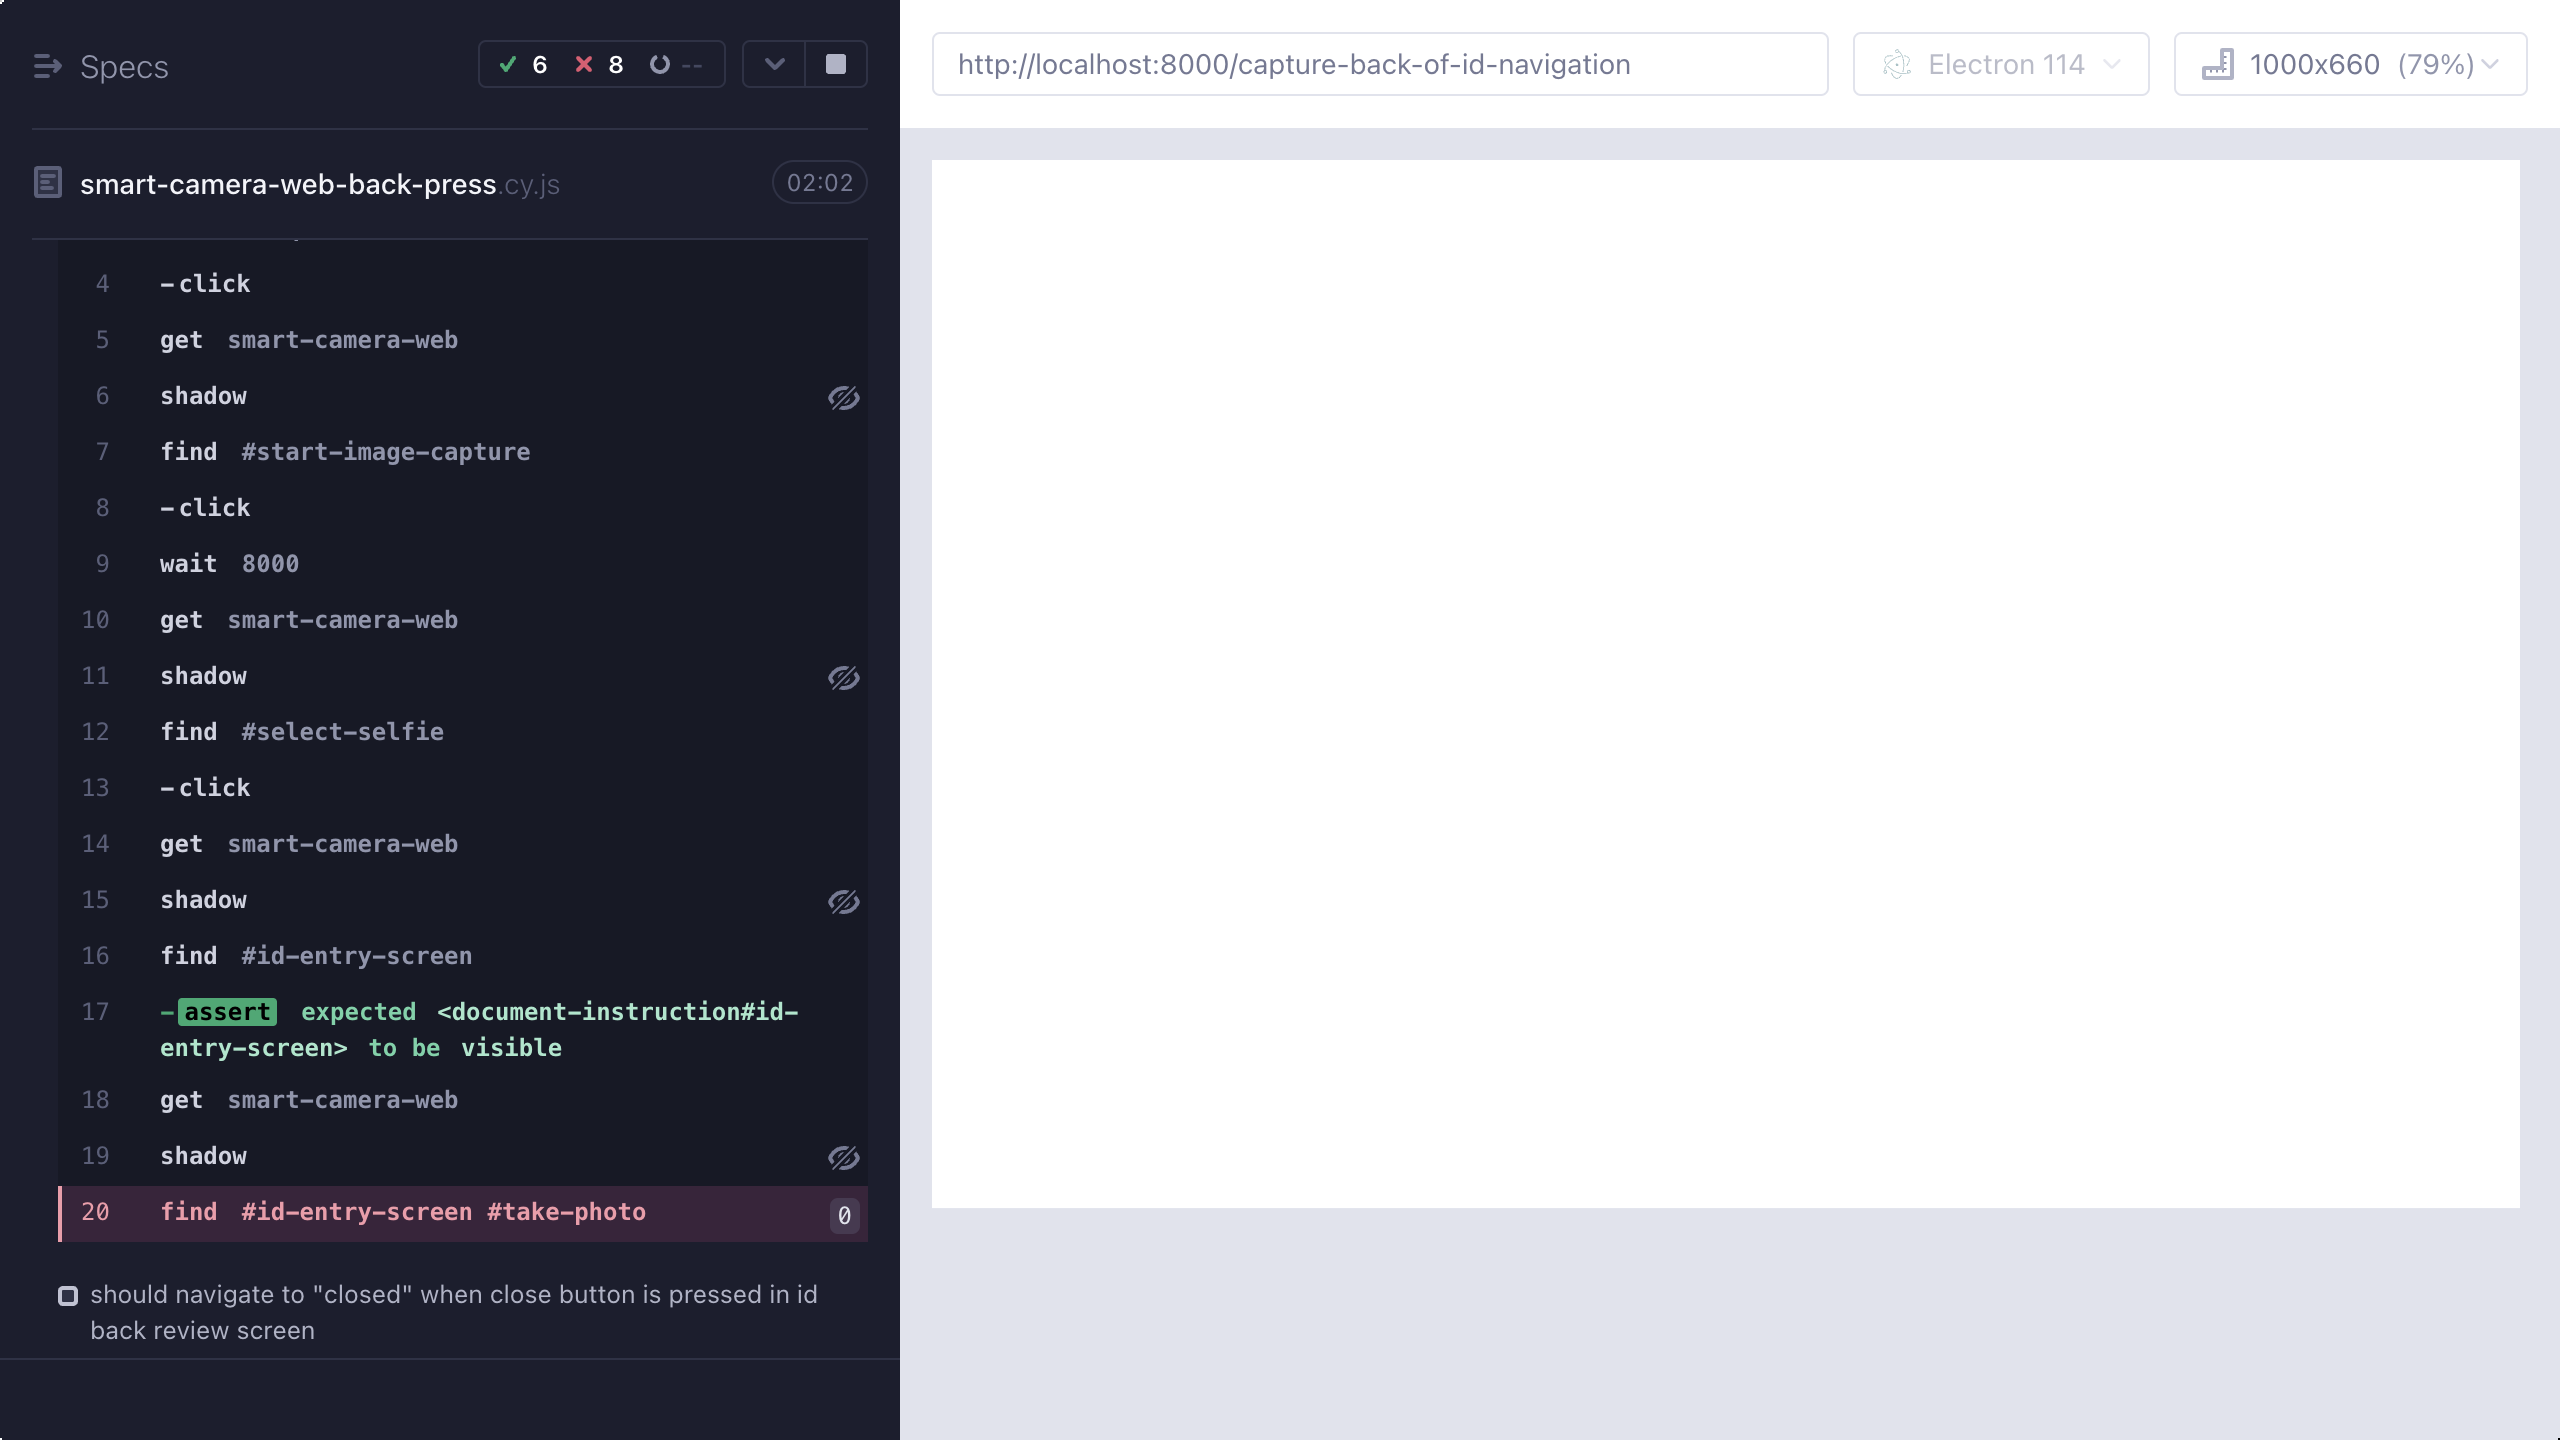 Specs
6 8 --
http://localhost:8000/capture-back-of-id-navigation
Electron 114
1000x660 (79%)
smart-camera-web-back-press.cy.js
02:02
4 -click
5 get smart-camera-web
6 shadow
7 find #start-image-capture
8 -click
9 wait 8000
10 get smart-camera-web
11 shadow
12 find #select-selfie
13 -click
14 get smart-camera-web
15 shadow
16 find #id-entry-screen
17 -assert expected <document-instruction#id-
entry-screen> to be visible
18 get smart-camera-web
19 shadow
20 find #id-entry-screen #take-photo 0
should navigate to "closed" when close button is pressed in id
back review screen